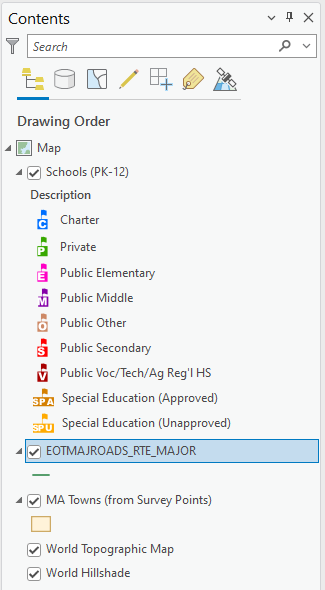 Contents
Search
Drawing Order
Map
Schools (PK-12)
Description
C Charter
P Private
E Public Elementary
M Public Middle
O Public Other
S Public Secondary
V Public Voc/Tech/Ag Reg'l HS
SPA Special Education (Approved)
SPU Special Education (Unapproved)
EOTMAJROADS_RTE_MAJOR
MA Towns (from Survey Points)
World Topographic Map
World Hillshade